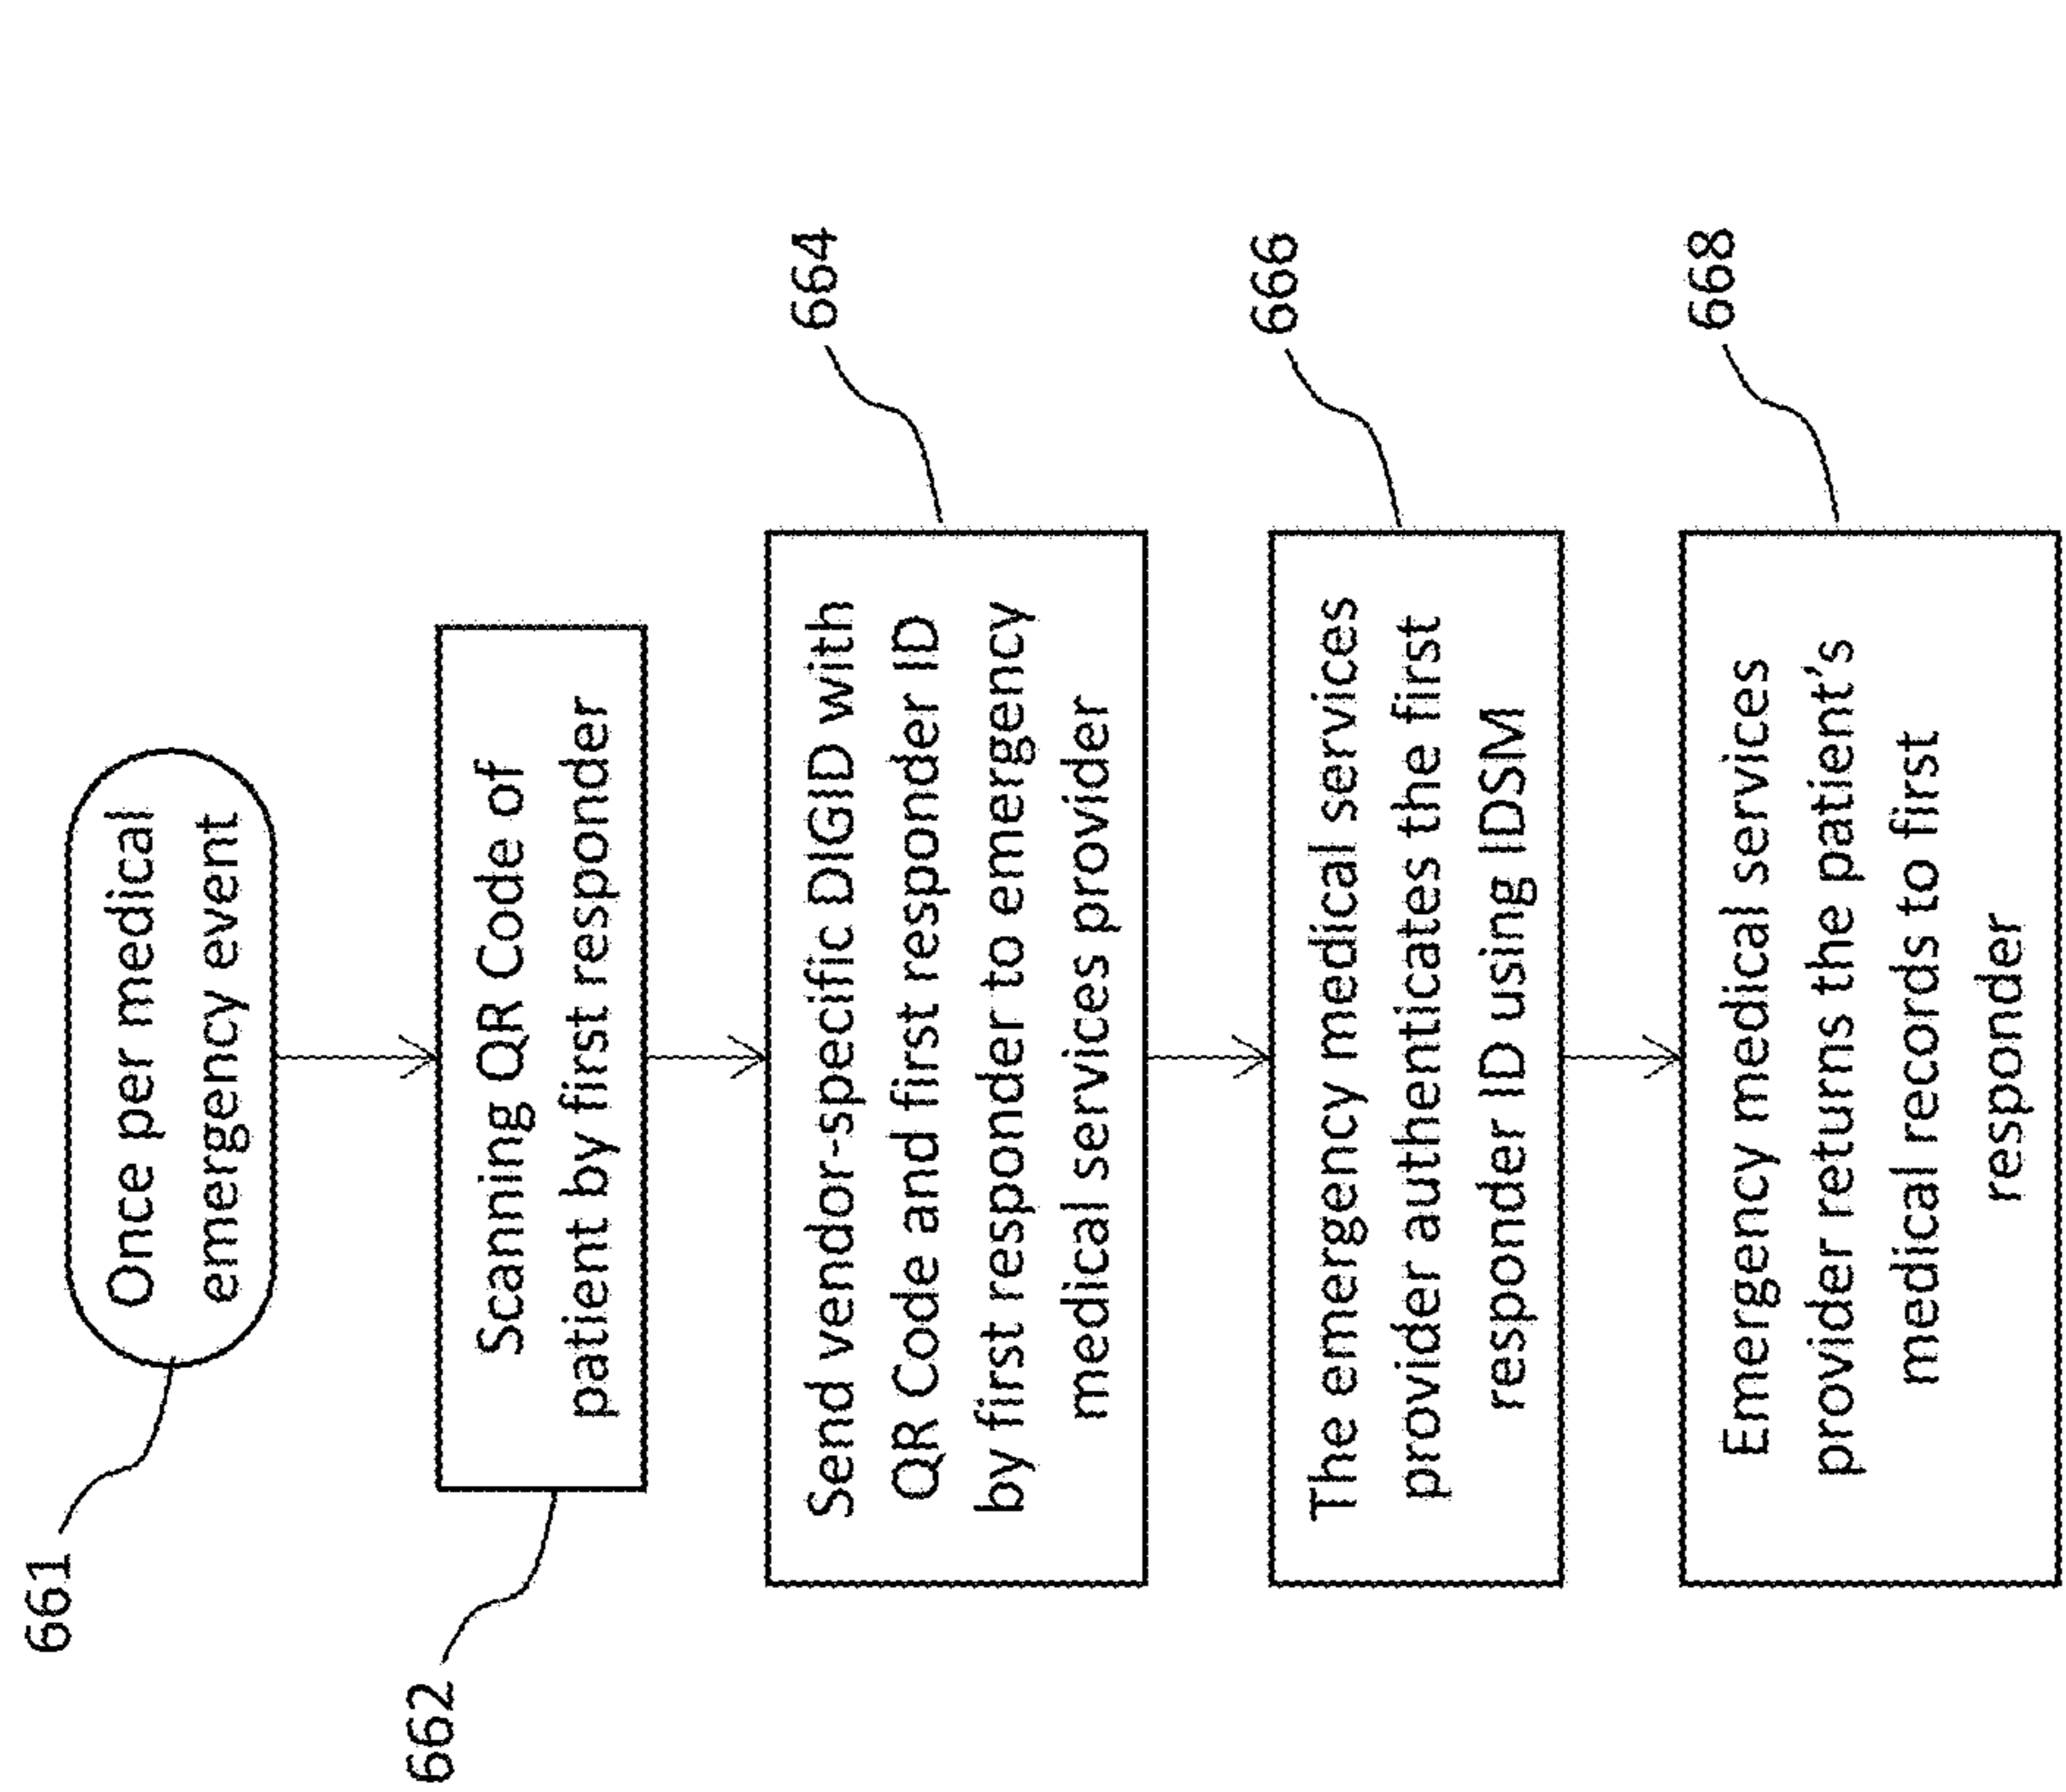 661
Once per medical
emergency event
662
Scanning QR Code of
patient by first responder
664
Send vendor-specific DIGID with
QR Code and first responder ID
by first responder to emergency
medical services provider
666
The emergency medical services
provider authenticates the first
responder ID using IDSM
668
Emergency medical services
provider returns the patient's
medical records to first
responder